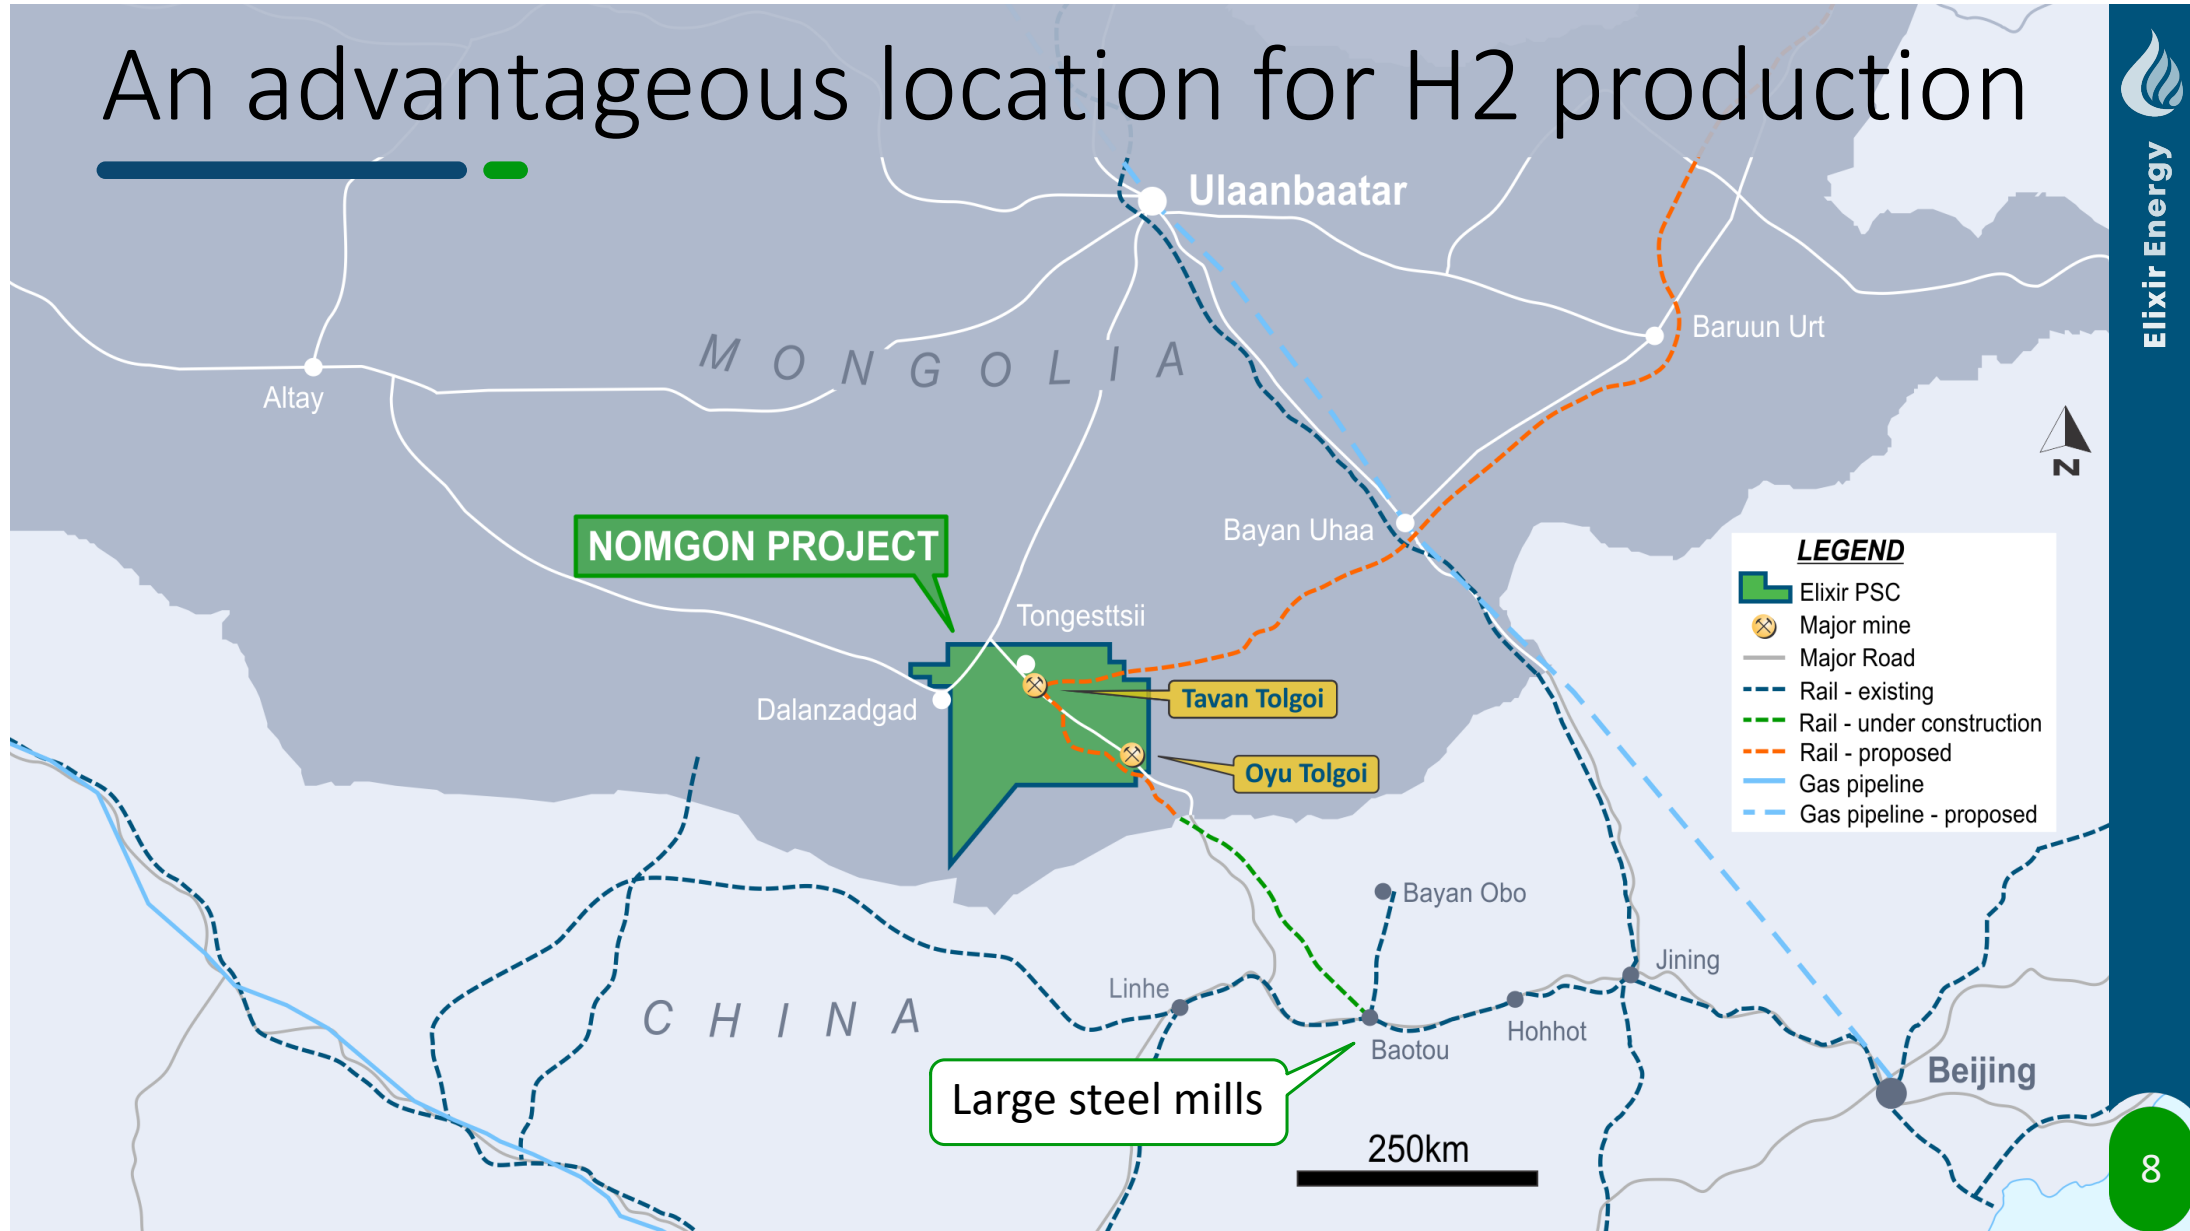 An advantageous location for H2 production
Elixir Energy
Ulaanbaatar
Baruun Urt
MONGOLIA
Altay
N
Bayan Uhaa
NOMGON PROJECT
Tongesttsii
Tavan Tolgoi
Dalanzadgad
Oyu Tolgoi
LEGEND
Elixir PSC
Major mine
Major Road
Rail - existing
Rail - under construction
Rail - proposed
Gas pipeline
Gas pipeline - proposed
Bayan Obo
Jining
Linhe
CHINA
Hohhot
Baotou
Beijing
Large steel mills
250km
8